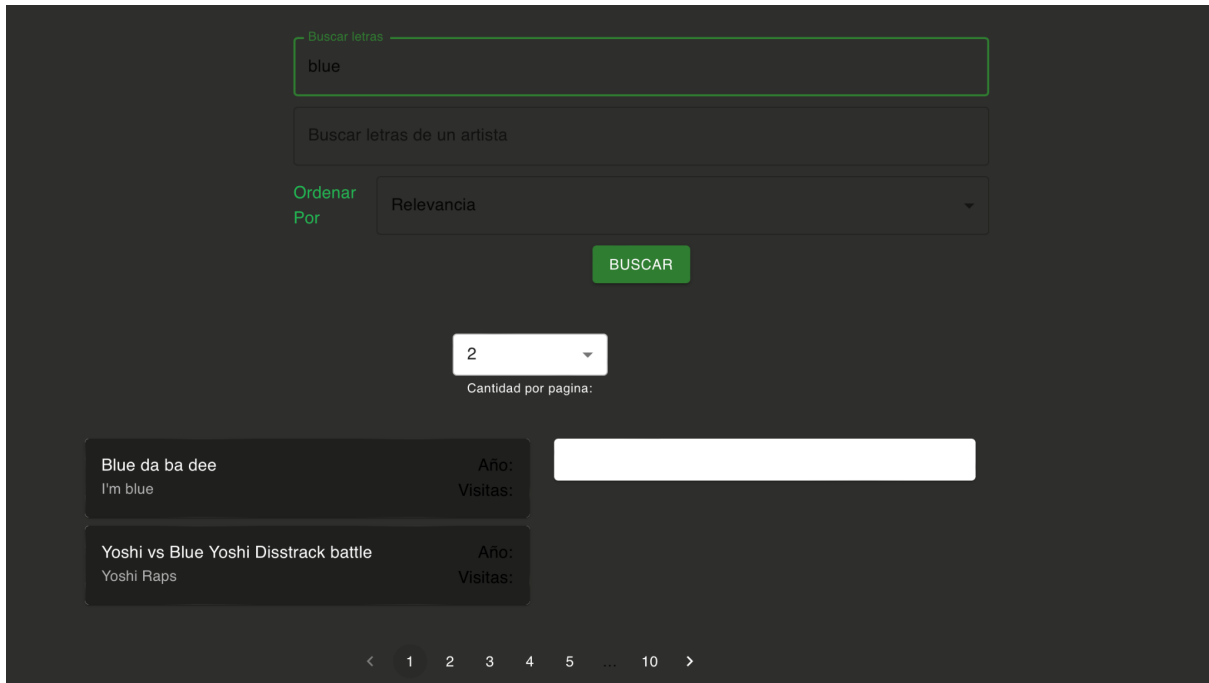 Buscar letras
blue
Buscar letras de un artista
Ordenar
Por
Relevancia
BUSCAR
2
Cantidad por pagina:
Blue da ba dee
Año:
I'm blue
Visitas:
Yoshi vs Blue Yoshi Disstrack battle
Año:
Yoshi Raps
Visitas:
1 2 3 4 5 ... 10